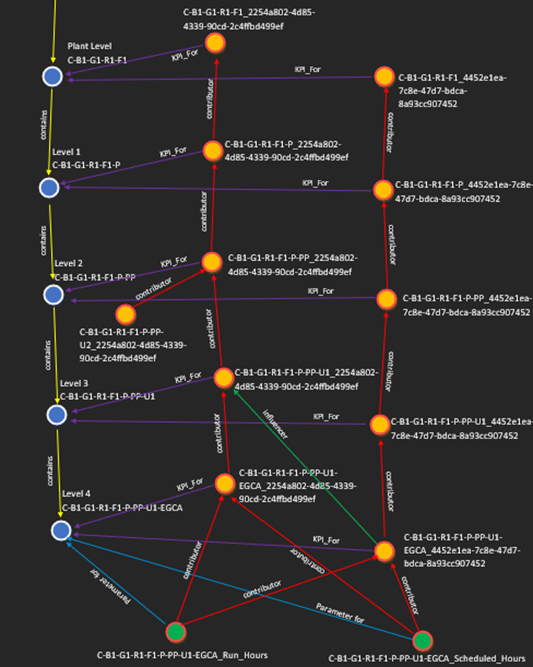 C-B1-G1-R1-F1_2254a802-4d85-
4339-90cd-2c4ffbd499ef
Plant Level
C-B1-G1-R1-F1
KPI_For
KPI_For
C-B1-G1-R1-F1_4452e1ea-
7c8e-47d7-bdca-
8a93cc907452
contains
contributor
contributor
Level 1
C-B1-G1-R1-F1-P
KPI_For
C-B1-G1-R1-F1-P_2254a802-
4d85-4339-90cd-2c4ffbd499ef
KPI_For
C-B1-G1-R1-F1-P_4452e1ea-7c8e-
47d7-bdca-8a93cc907452
contains
contributor
contributor
Level 2
C-B1-G1-R1-F1-P-PP
KPI_For
C-B1-G1-R1-F1-P-PP_2254a802-
4d85-4339-90cd-2c4ffbd499ef
contributor
KPI_For
C-B1-G1-R1-F1-P-PP_4452e1ea-
7c8e-47d7-bdca-8a93cc907452
C-B1-G1-R1-F1-P-PP-
U2_2254a802-4d85-4339-
90cd-2c4ffbd499ef
contains
contributor
contributor
Level 3
C-B1-G1-R1-F1-P-PP-U1
KPI_For
C-B1-G1-R1-F1-P-PP-U1_2254a802-
4d85-4339-90cd-2c4ffbd499ef
KPI_For
C-B1-G1-R1-F1-P-PP-U1_4452e1ea-
7c8e-47d7-bdca-8a93cc907452
contains
contributor
influencer
contributor
Level 4
C-B1-G1-R1-F1-P-PP-U1-EGCA
KPI_For
C-B1-G1-R1-F1-P-PP-U1-
EGCA_2254a802-4d85-4339-
90cd-2c4ffbd499ef
KPI_For
C-B1-G1-R1-F1-P-PP-U1-
EGCA_4452e1ea-7c8e-47d7-
bdca-8a93cc907452
Parameter for
contributor
contributor
contributor
contributor
Parameter for
C-B1-G1-R1-F1-P-PP-U1-EGCA_Run_Hours
C-B1-G1-R1-F1-P-PP-U1-EGCA_Scheduled_Hours